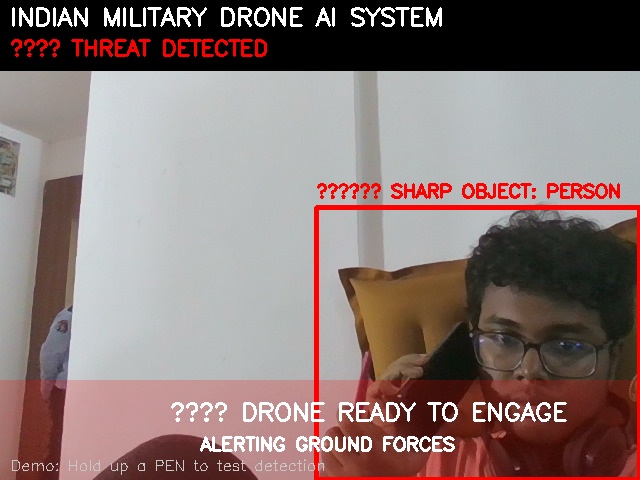 INDIAN MILITARY DRONE AI SYSTEM
???? THREAT DETECTED
?????? SHARP OBJECT: PERSON
???? DRONE READY TO ENGAGE
ALERTING GROUND FORCES
Demo: Hold up a PEN to test detection